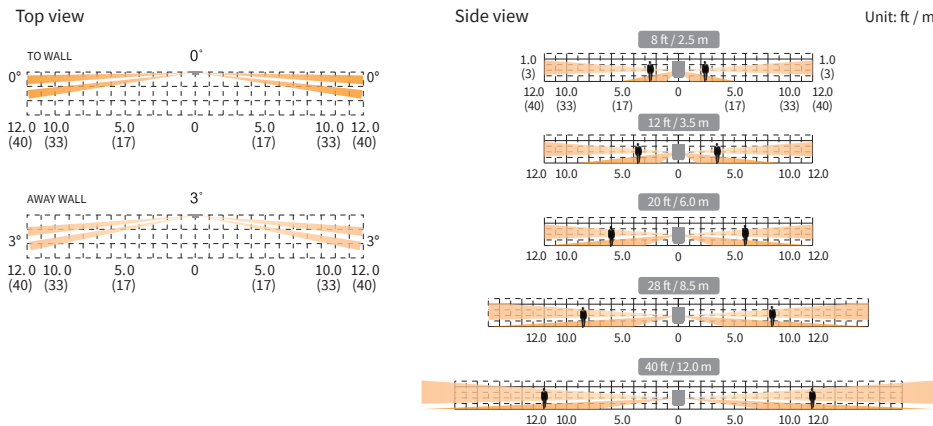 Top view
TO WALL
0°
0° 0°
12. 0 10.0 5.0 0 5.0 10. 0 12. 0
(40) (33) (17) (17) (33) (40)
AWAY WALL
3°
3° 3°
12. 0 10.0 5.0 0 5.0 10.0 12. 0
(40) (33) (17) (17) (33) (40)
Side view
Unit: ft / m
8 ft / 2.5 m
1.0 1.0
(3) (3)
12.0 10.0 5.0 0 5.0 10.0 12.0
(40) (33) (17) (17) (33) (40)
12 ft / 3.5 m
12.0 10.0 5.0 0 5.0 10.0 12.0
20 ft / 6.0 m
12.0 10.0 5.0 0 5.0 10.0 12.0
28 ft / 8.5 m
12.0 10.0 5.0 0 5.0 10.0 12.0
40 ft / 12.0 m
12.0 10.0 5.0 0 5.0 10.0 12.0